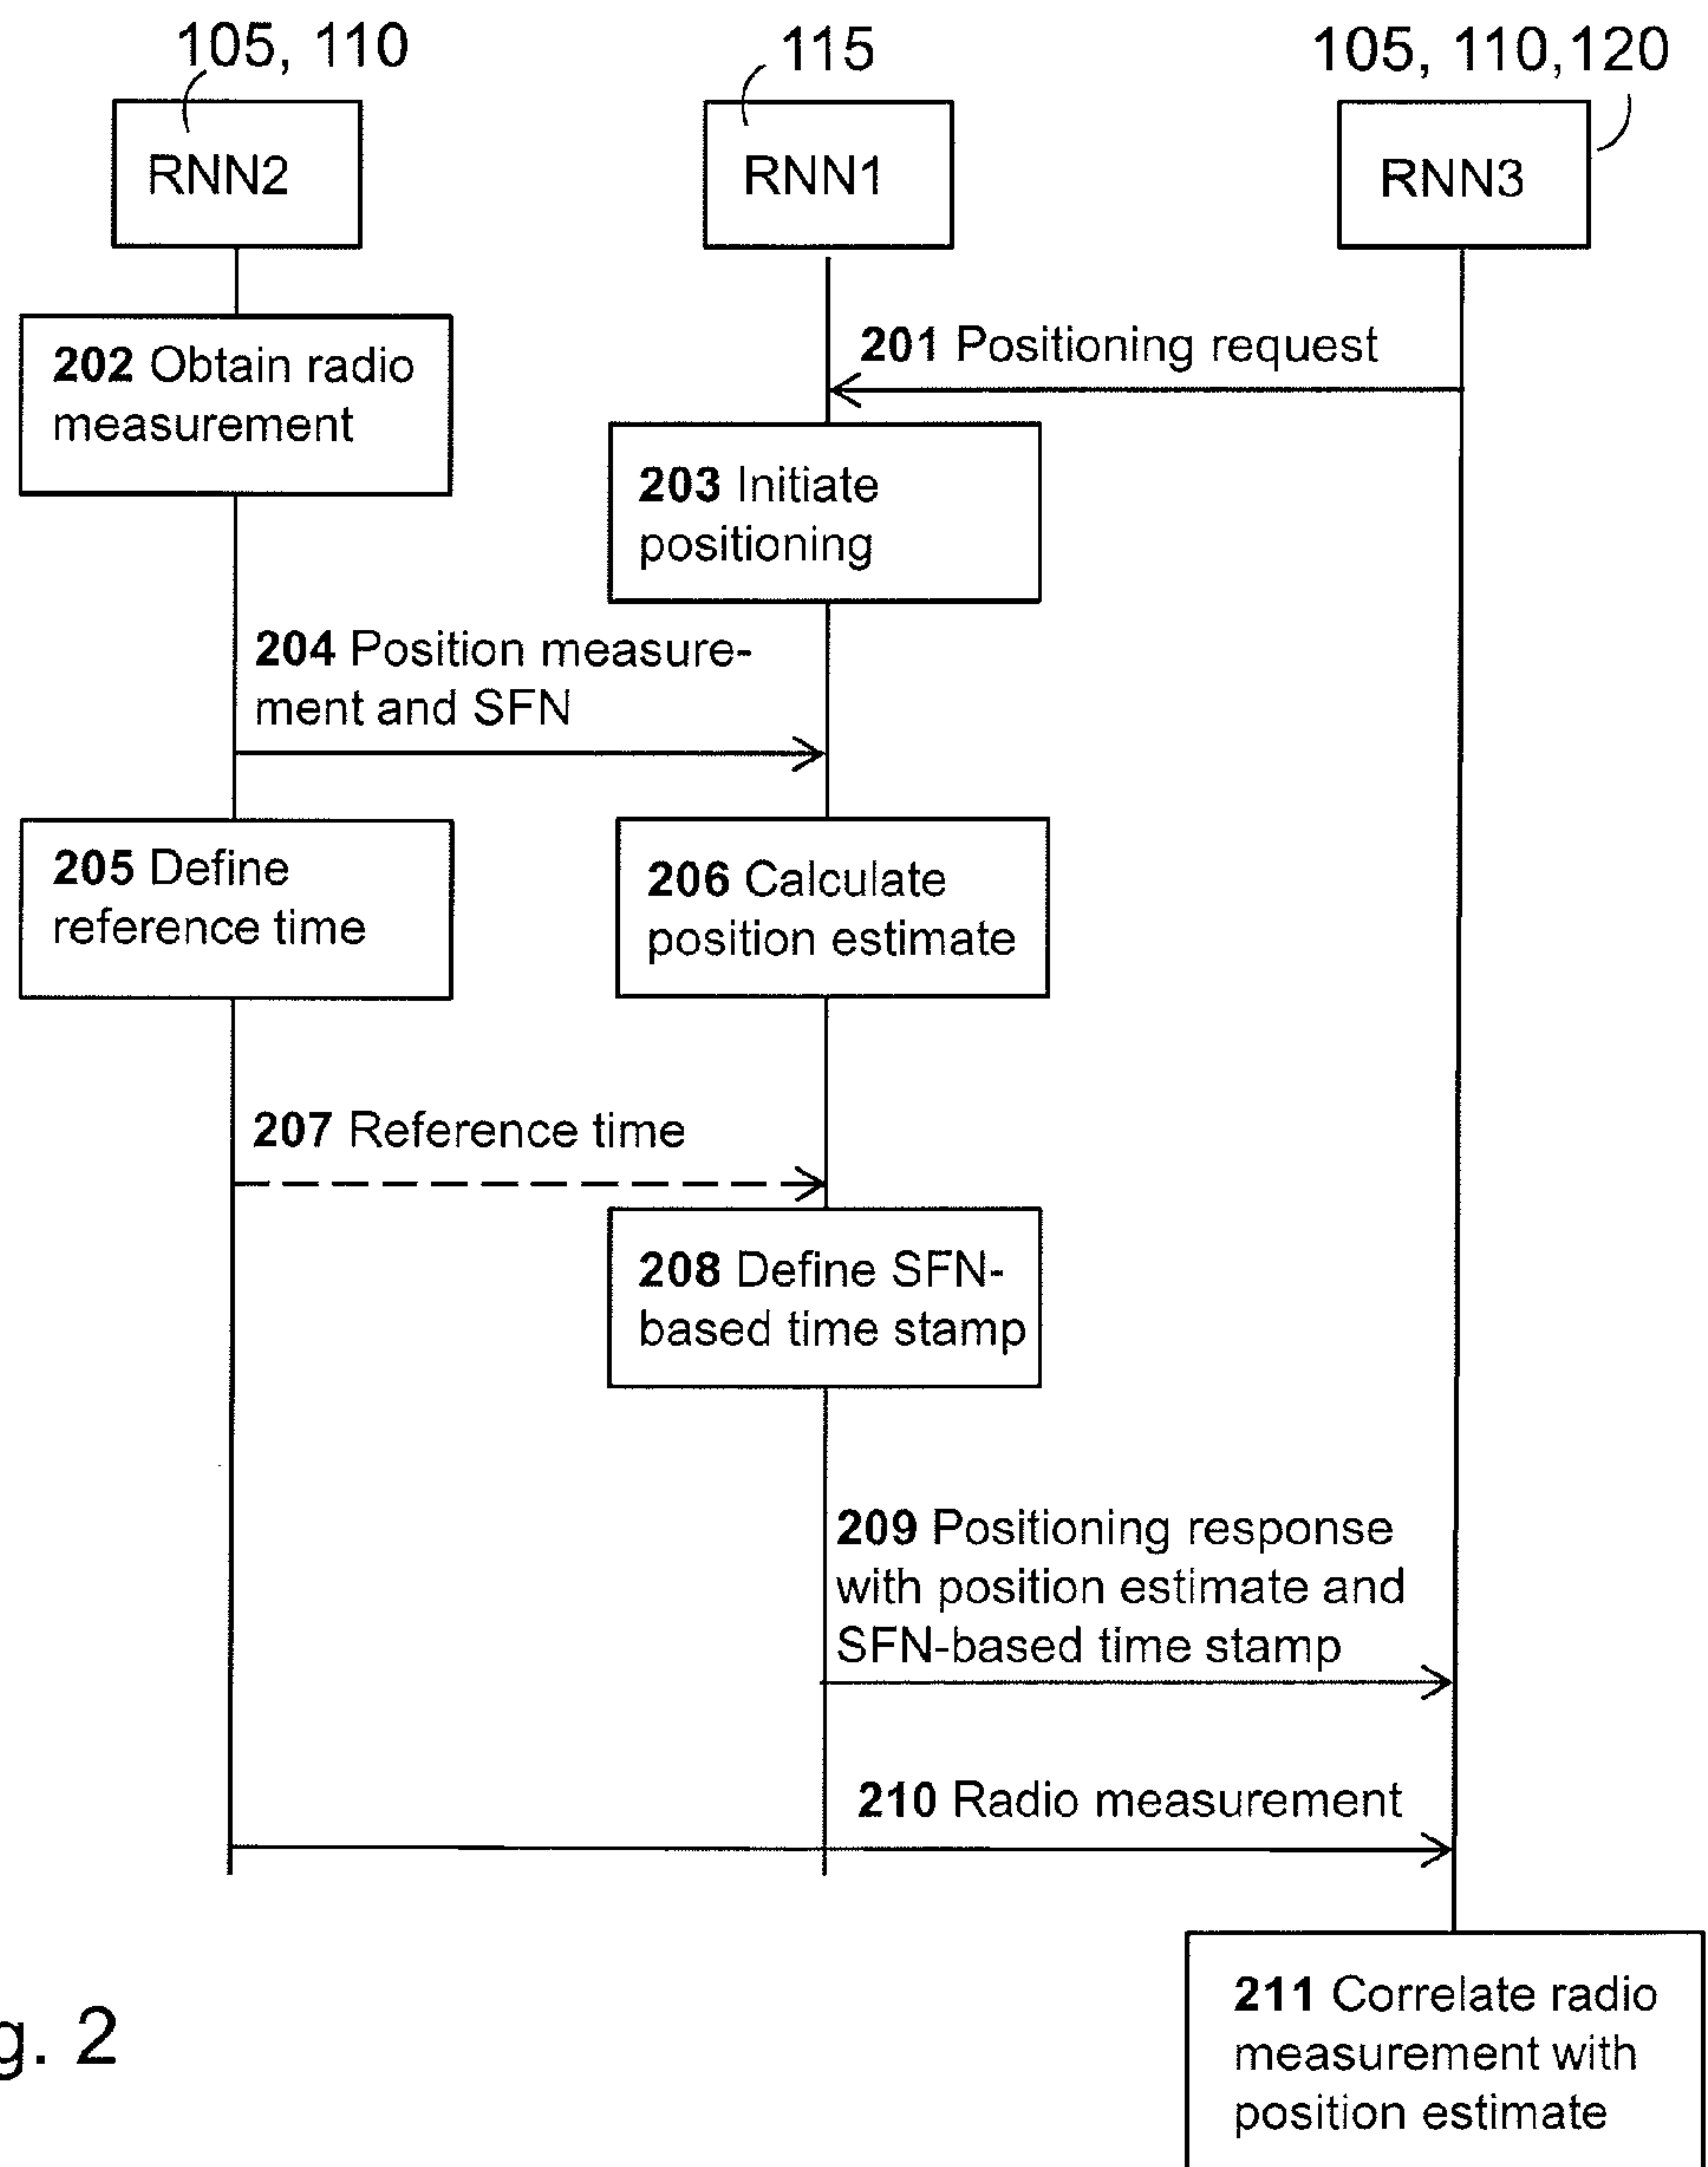 105, 110
115
105, 110,120
RNN2
RNN1
RNN3
202 Obtain radio
measurement
201 Positioning request
203 Initiate
positioning
204 Position measure-
ment and SFN
205 Define
reference time
206 Calculate
position estimate
207 Reference time
208 Define SFN-
based time stamp
209 Positioning response
with position estimate and
SFN-based time stamp
210 Radio measurement
211 Correlate radio
measurement with
position estimate
g. 2